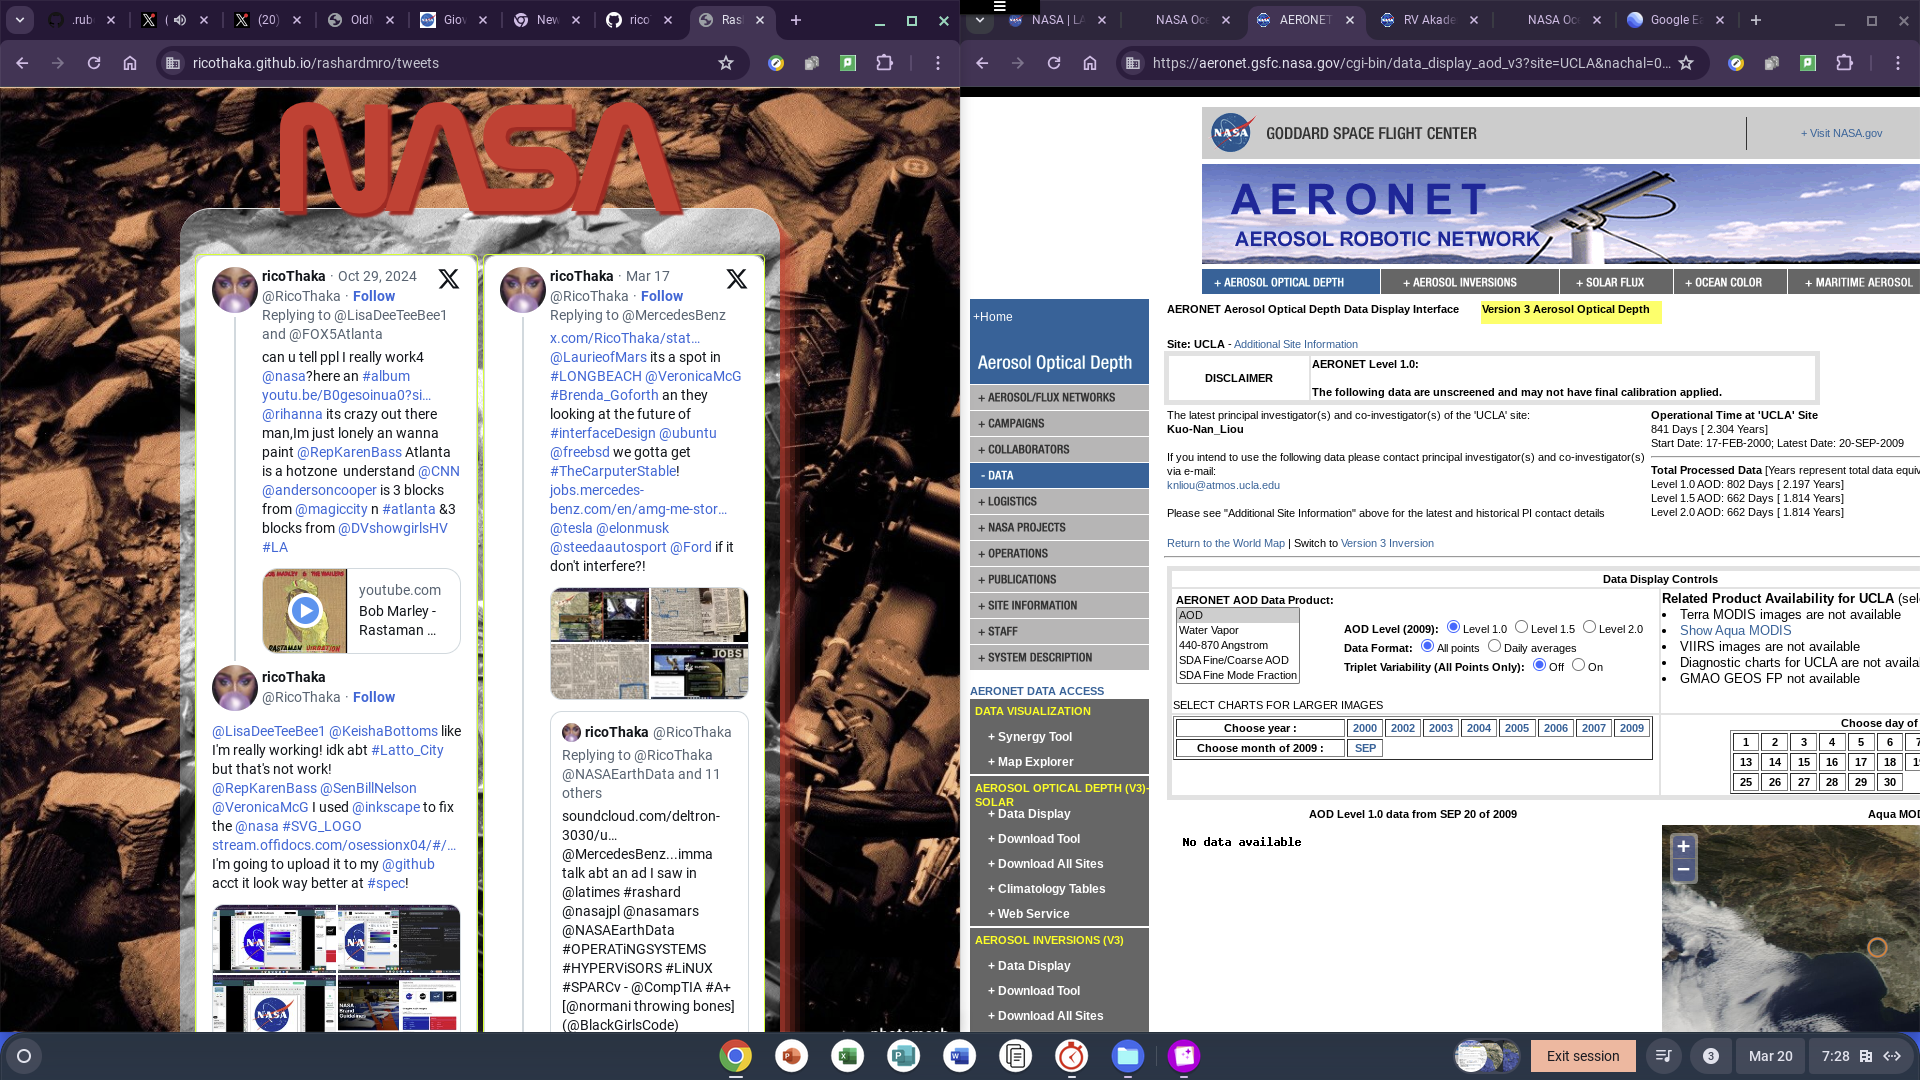 .rub
(
(20)
Old
Giov
New
rico
Ras
ricothaka.github.io/rashardmro/tweets
NASA
ricoThaka · Oct 29, 2024
@RicoThaka · Follow
Replying to @LisaDeeTeeBee1
and @FOX5Atlanta
can u tell ppl I really work4
@nasa?here an #album
youtu.be/B0gesoinua0?si…
@rihanna its crazy out there
man,Im just lonely an wanna
paint @RepKarenBass Atlanta
is a hotzone understand @CNN
@andersoncooper is 3 blocks
from @magiccity n #atlanta &3
blocks from @DVshowgirlsHV
#LA
youtube.com
Bob Marley -
Rastaman ...
ricoThaka
@RicoThaka · Follow
@LisaDeeTeeBee1 @KeishaBottoms like
I'm really working! idk abt #Latto_City
but that's not work!
@RepKarenBass @SenBillNelson
@VeronicaMcG I used @inkscape to fix
the @nasa #SVG_LOGO
stream.offidocs.com/osessionx04/#/…
I'm going to upload it to my @github
acct it look way better at #spec!
ricoThaka · Mar 17
@RicoThaka · Follow
Replying to @MercedesBenz
x.com/RicoThaka/stat…
@LaurieofMars its a spot in
#LONGBEACH @VeronicaMcG
#Brenda_Goforth an they
looking at the future of
#interfaceDesign @ubuntu
@freebsd we gotta get
#TheCarputerStable!
jobs.mercedes-
benz.com/en/amg-me-stor…
@tesla @elonmusk
@steedaautosport @Ford if it
don't interfere?!
JOBS
ricoThaka @RicoThaka
Replying to @RicoThaka
@NASAEarthData and 11
others
soundcloud.com/deltron-
3030/u…
@MercedesBenz...imma
talk abt an ad I saw in
@latimes #rashard
@nasajpl @nasamars
@NASAEarthData
#OPERATiNGSYSTEMS
#HYPERViSORS #LiNUX
#SPARCv - @CompTIA #A+
[@normani throwing bones]
(@BlackGirlsCode)
NASA | LA
NASA Oce
AERONET
RV Akade
NASA Oc
Google Ea
https://aeronet.gsfc.nasa.gov/cgi-bin/data_display_aod_v3?site=UCLA&nachal=0...
NASA
GODDARD SPACE FLIGHT CENTER
+ Visit NASA.gov
AERONET
AEROSOL ROBOTIC NETWORK
+ AEROSOL OPTICAL DEPTH
+ AEROSOL INVERSIONS
+ SOLAR FLUX
+ OCEAN COLOR
+ MARITIME AEROSOL
+Home
Aerosol Optical Depth
+ AEROSOL/FLUX NETWORKS
+ CAMPAIGNS
+ COLLABORATORS
- DATA
+ LOGISTICS
+ NASA PROJECTS
+ OPERATIONS
+ PUBLICATIONS
+ SITE INFORMATION
+ STAFF
+ SYSTEM DESCRIPTION
AERONET DATA ACCESS
DATA VISUALIZATION
+ Synergy Tool
+ Map Explorer
AEROSOL OPTICAL DEPTH (V3)-
SOLAR
+ Data Display
+ Download Tool
+ Download All Sites
+ Climatology Tables
+ Web Service
AEROSOL INVERSIONS (V3)
+ Data Display
+ Download Tool
+ Download All Sites
AERONET Aerosol Optical Depth Data Display Interface
Version 3 Aerosol Optical Depth
Site: UCLA - Additional Site Information
DISCLAIMER
AERONET Level 1.0:
The following data are unscreened and may not have final calibration applied.
The latest principal investigator(s) and co-investigator(s) of the 'UCLA' site:
Kuo-Nan_Liou
If you intend to use the following data please contact principal investigator(s) and co-investigator(s)
via e-mail:
knliou@atmos.ucla.edu
Please see "Additional Site Information" above for the latest and historical PI contact details
Operational Time at 'UCLA' Site
841 Days [ 2.304 Years]
Start Date: 17-FEB-2000; Latest Date: 20-SEP-2009
Total Processed Data [Years represent total data equiv
Level 1.0 AOD: 802 Days [ 2.197 Years]
Level 1.5 AOD: 662 Days [ 1.814 Years]
Level 2.0 AOD: 662 Days [ 1.814 Years]
Return to the World Map | Switch to Version 3 Inversion
Data Display Controls
AERONET AOD Data Product:
AOD
Water Vapor
440-870 Angstrom
SDA Fine/Coarse AOD
SDA Fine Mode Fraction
AOD Level (2009): Level 1.0 Level 1.5 Level 2.0
Data Format: All points Daily averages
Triplet Variability (All Points Only): Off On
Related Product Availability for UCLA (sel
Terra MODIS images are not available
Show Aqua MODIS
VIIRS images are not available
Diagnostic charts for UCLA are not availa
GMAO GEOS FP not available
SELECT CHARTS FOR LARGER IMAGES
Choose year : 2000 2002 2003 2004 2005 2006 2007 2009
Choose month of 2009 : SEP
Choose day of
1 2 3 4 5 6 7
13 14 15 16 17 18 19
25 26 27 28 29 30
AOD Level 1.0 data from SEP 20 of 2009
Aqua MOD
No data available
+
−
Exit session
3
Mar 20
7:28